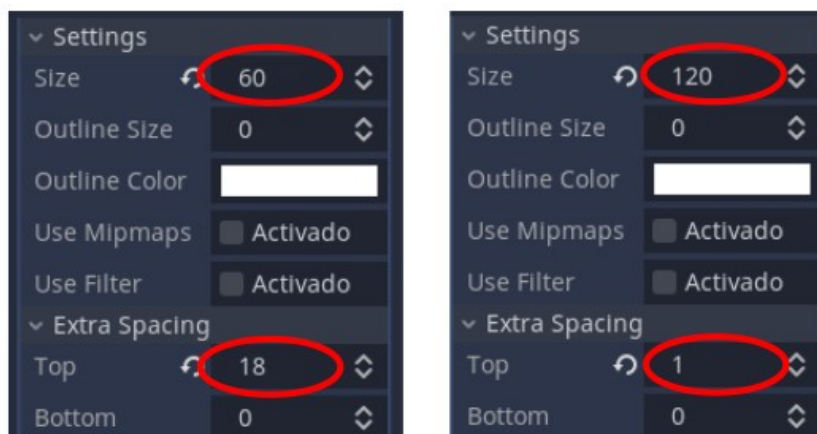 Settings
Size 60
Outline Size 0
Outline Color
Use Mipmaps Activado
Use Filter Activado
Extra Spacing
Top 18
Bottom 0
Settings
Size 120
Outline Size 0
Outline Color
Use Mipmaps Activado
Use Filter Activado
Extra Spacing
Top 1
Bottom 0